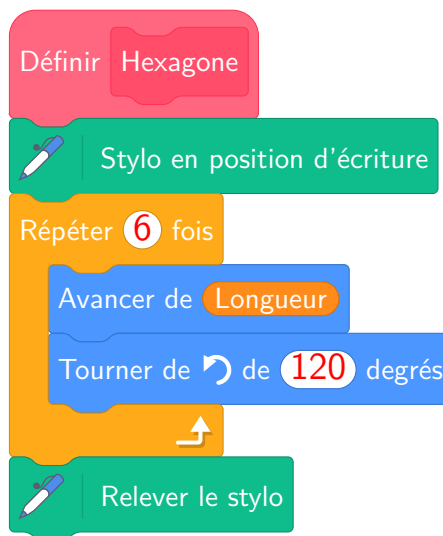 Définir Hexagone
Stylo en position d'écriture
Répéter 6 fois
Avancer de Longueur
Tourner de de 120 degrés
Relever le stylo